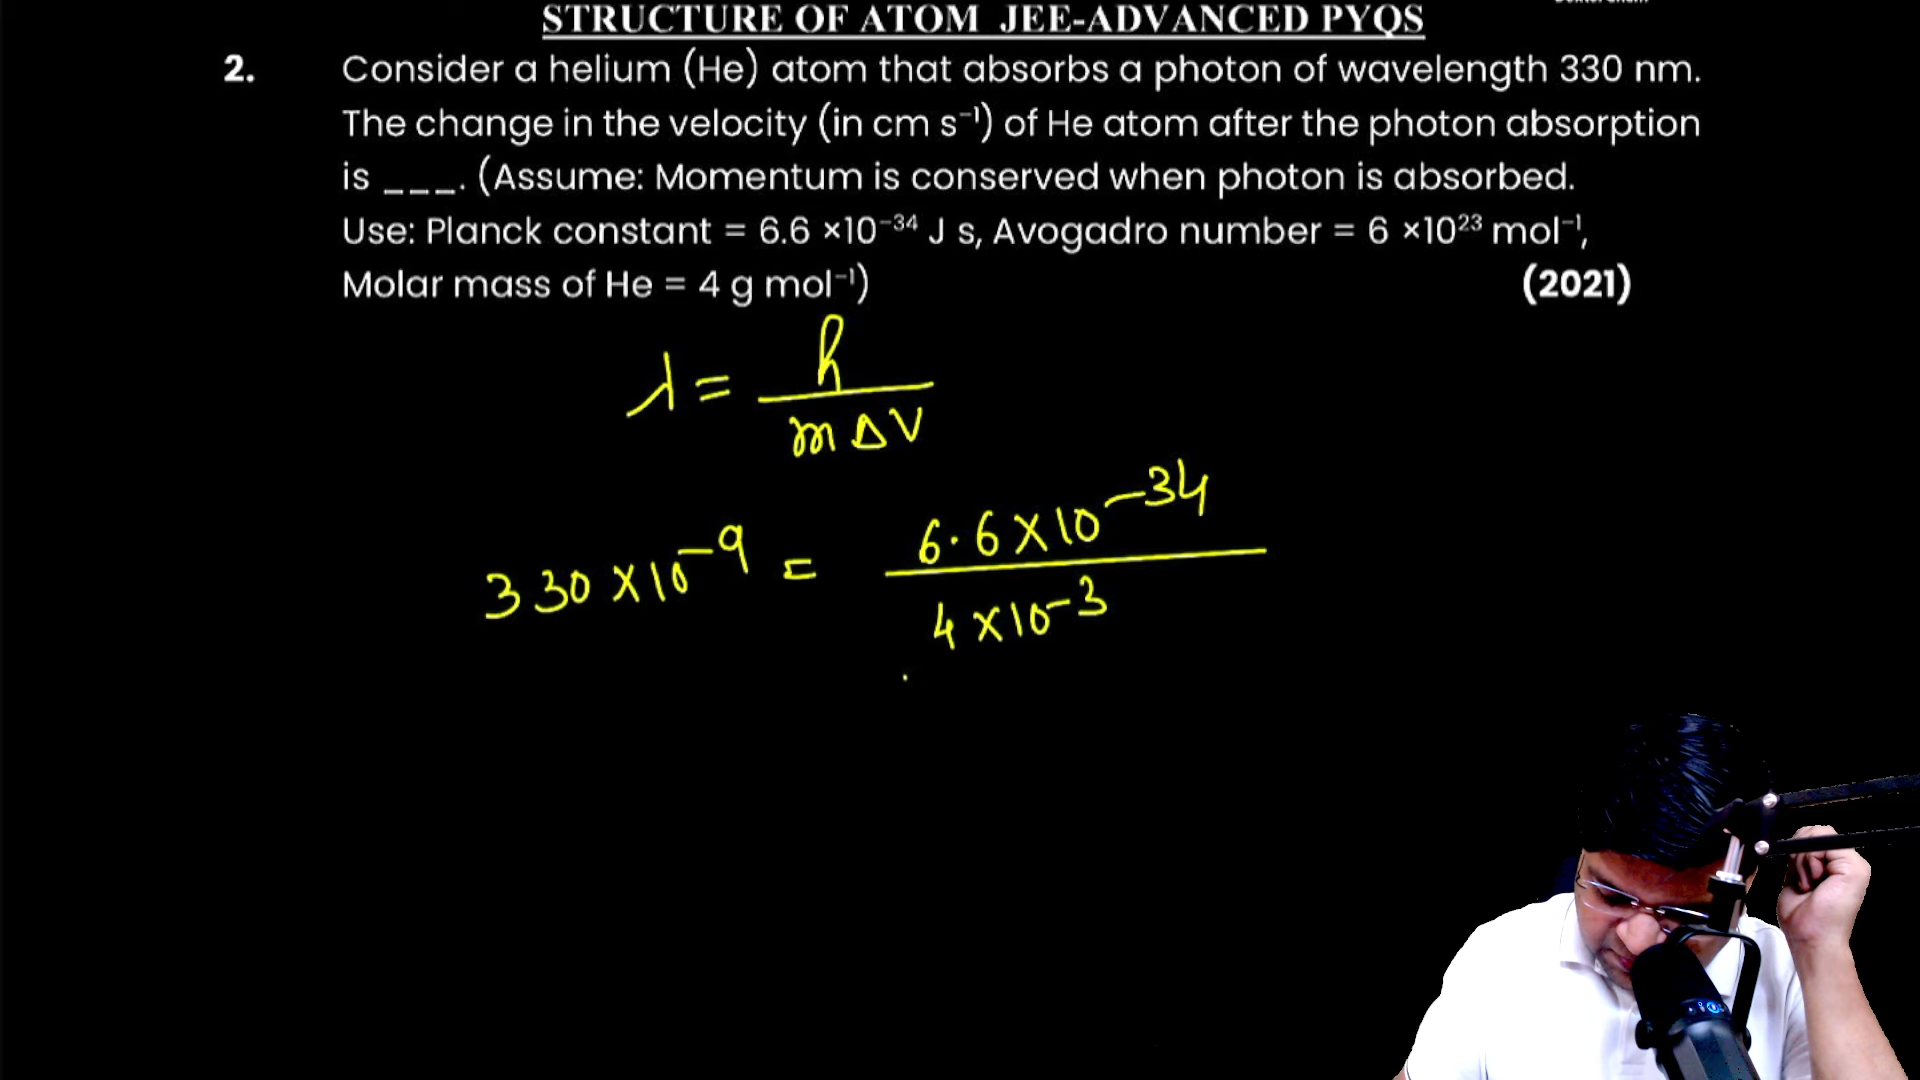 STRUCTURE OF ATOM JEE-ADVANCED PYQS
2. Consider a helium (He) atom that absorbs a photon of wavelength 330 nm.
The change in the velocity (in cm s⁻¹) of He atom after the photon absorption
is ___. (Assume: Momentum is conserved when photon is absorbed.
Use: Planck constant = 6.6 ×10⁻³⁴ J s, Avogadro number = 6 ×10²³ mol⁻¹,
Molar mass of He = 4 g mol⁻¹) (2021)
λ = h / m Δ V
330 × 10⁻⁹ = 6.6 × 10⁻³⁴ / 4 × 10⁻³